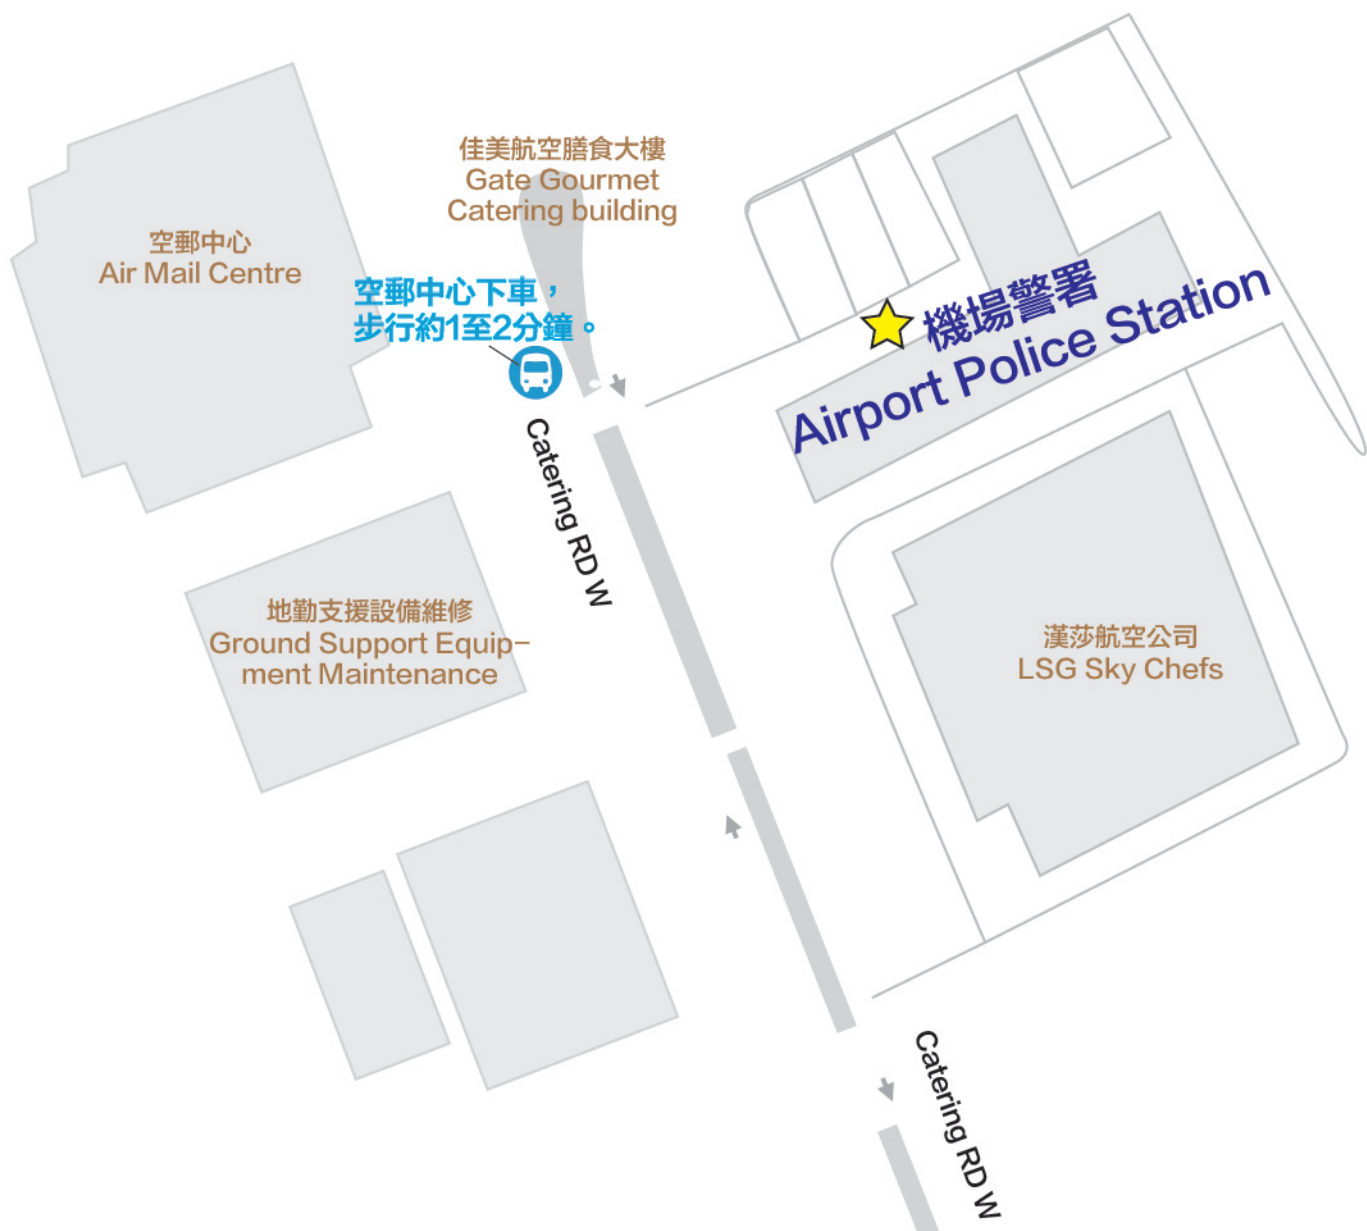 佳美航空膳食大樓
Gate Gourmet
Catering building
空郵中心
Air Mail Centre
空郵中心下車，
步行約1至2分鐘。
機場警署
Airport Police Station
Catering RD W
地勤支援設備維修
Ground Support Equip-
ment Maintenance
漢莎航空公司
LSG Sky Chefs
Catering RD W